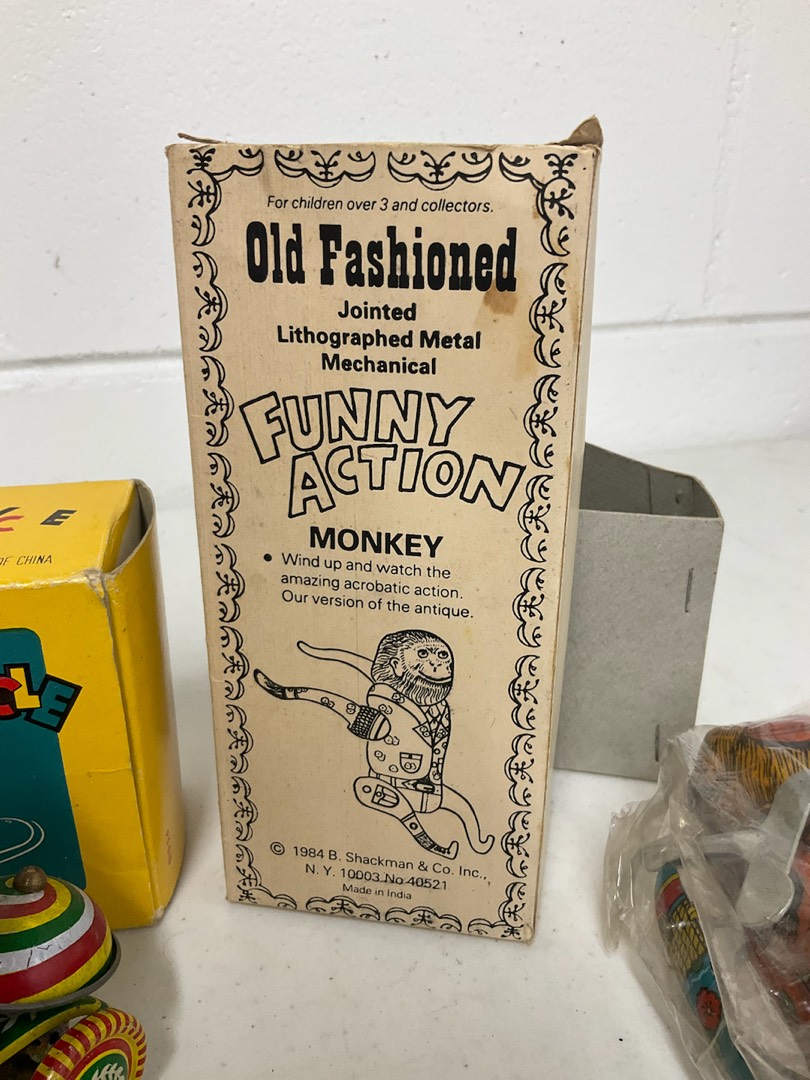 For children over 3 and collectors.
Old Fashioned
Jointed
Lithographed Metal
Mechanical
FUNNY
ACTION
MONKEY
• Wind up and watch the
amazing acrobatic action.
Our version of the antique.
© 1984 B. Shackman & Co. Inc.,
N. Y. 10003 No 40521
Made in India
C E
OF CHINA
CLE